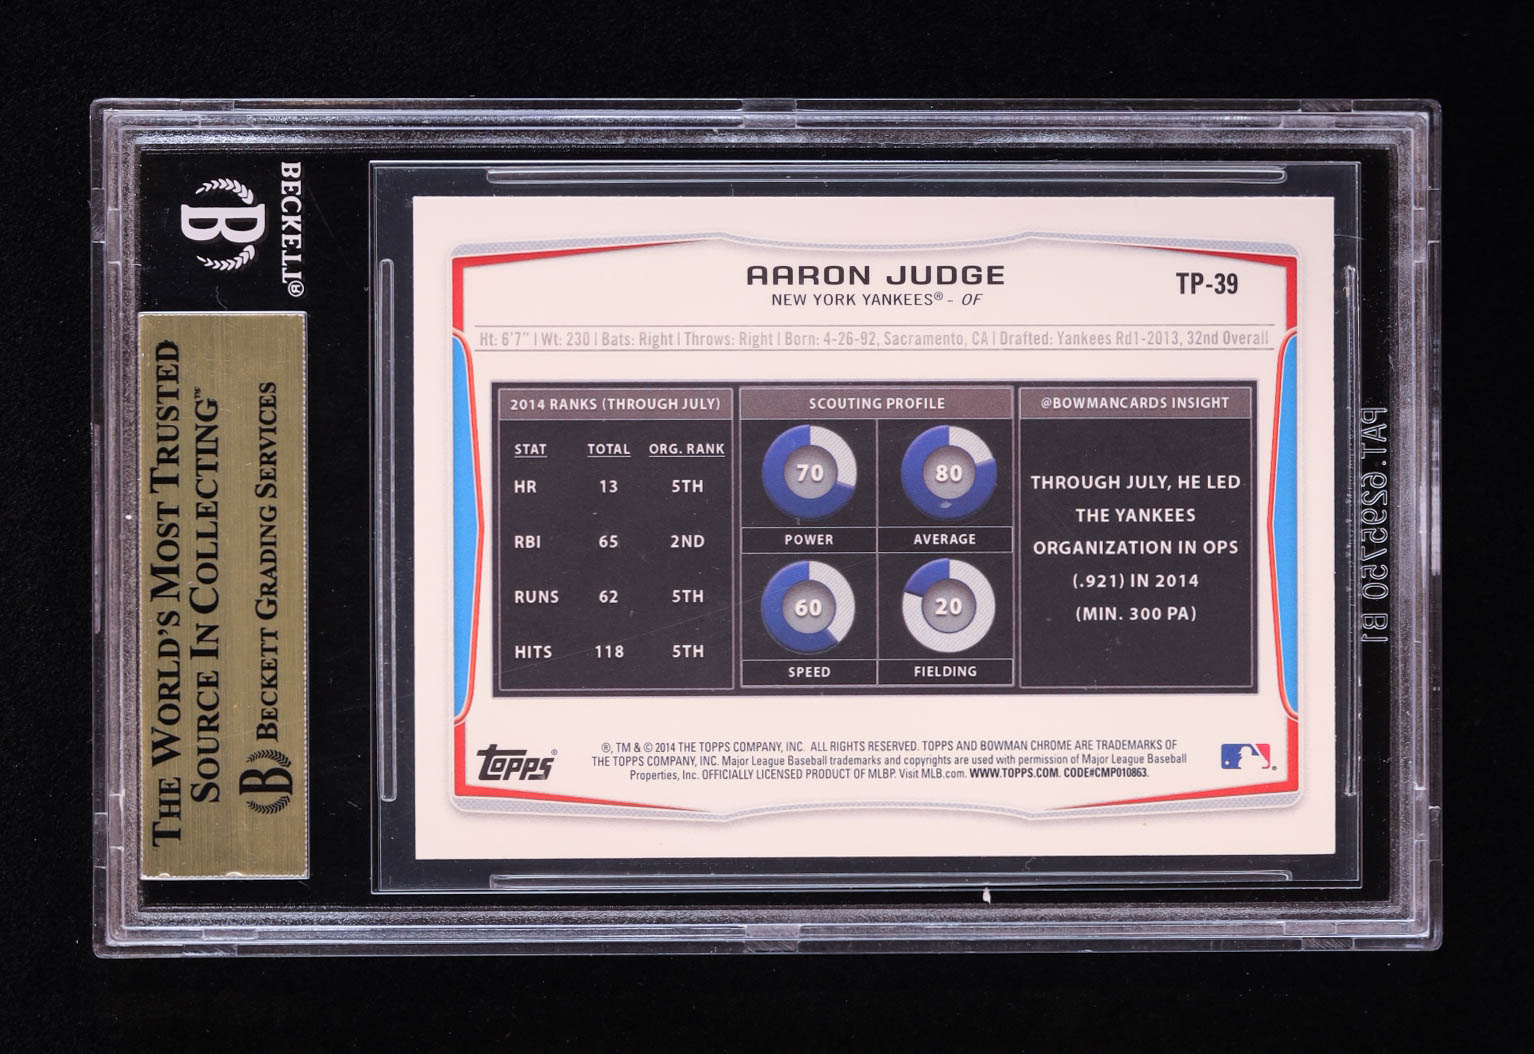 BECKETT®
B
THE WORLD'S MOST TRUSTED
SOURCE IN COLLECTING™
B BECKETT GRADING SERVICES
AARON JUDGE
NEW YORK YANKEES® - OF
TP-39
Ht: 6'7" | Wt: 230 | Bats: Right | Throws: Right | Born: 4-26-92, Sacramento, CA | Drafted: Yankees Rd1-2013, 32nd Overall
2014 RANKS (THROUGH JULY)
STAT TOTAL ORG. RANK
HR 13 5TH
RBI 65 2ND
RUNS 62 5TH
HITS 118 5TH
SCOUTING PROFILE
70
POWER
80
AVERAGE
60
SPEED
20
FIELDING
@BOWMANCARDS INSIGHT
THROUGH JULY, HE LED
THE YANKEES
ORGANIZATION IN OPS
(.921) IN 2014
(MIN. 300 PA)
topps®
®, TM & © 2014 THE TOPPS COMPANY, INC. ALL RIGHTS RESERVED. TOPPS AND BOWMAN CHROME ARE TRADEMARKS OF
THE TOPPS COMPANY, INC. Major League Baseball trademarks and copyrights are used with permission of Major League Baseball
Properties, Inc. OFFICIALLY LICENSED PRODUCT OF MLBP. Visit MLB.com. WWW.TOPPS.COM. CODE#CMP010863.
PAT. 6295750 B1